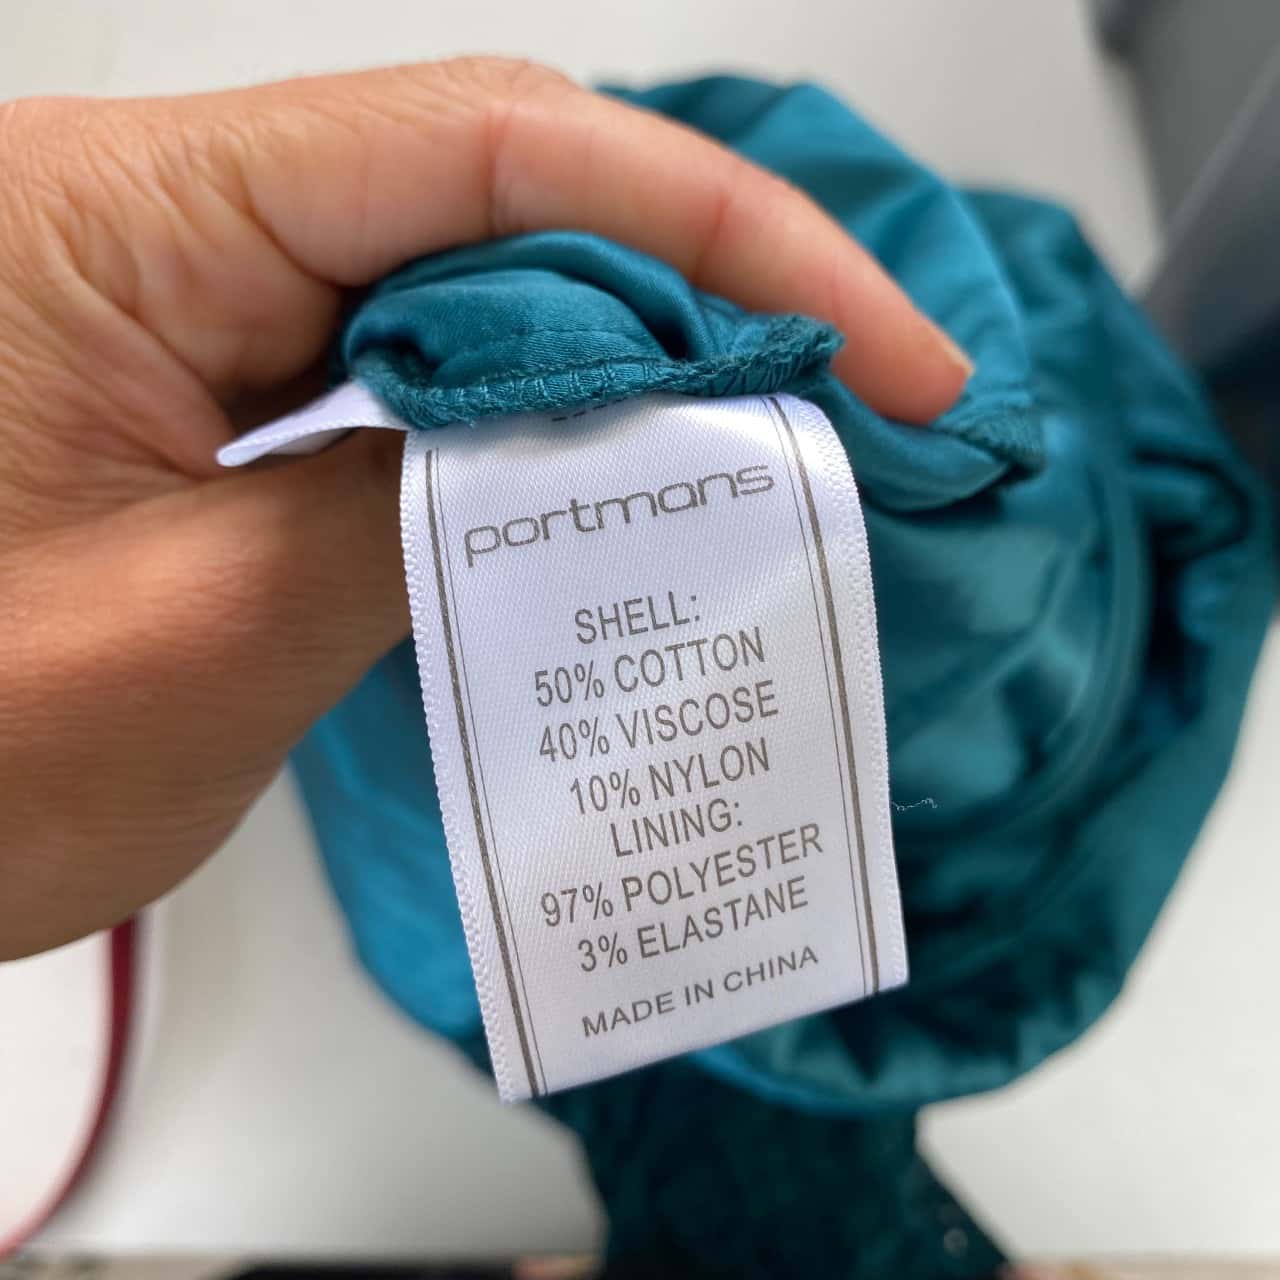 portmans
SHELL:
50% COTTON
40% VISCOSE
10% NYLON
LINING:
97% POLYESTER
3% ELASTANE
MADE IN CHINA